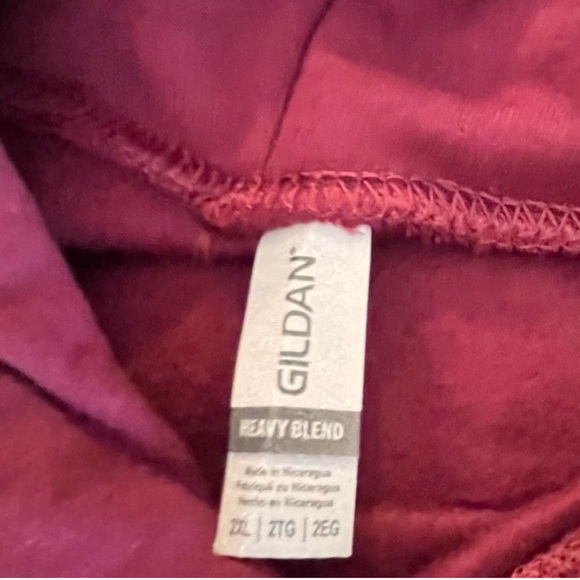 GILDAN
HEAVY BLEND
Made in Nicaragua
Fabriqué au Nicaragua
Hecho en Nicaragua
2XL | 2TG | 2EG